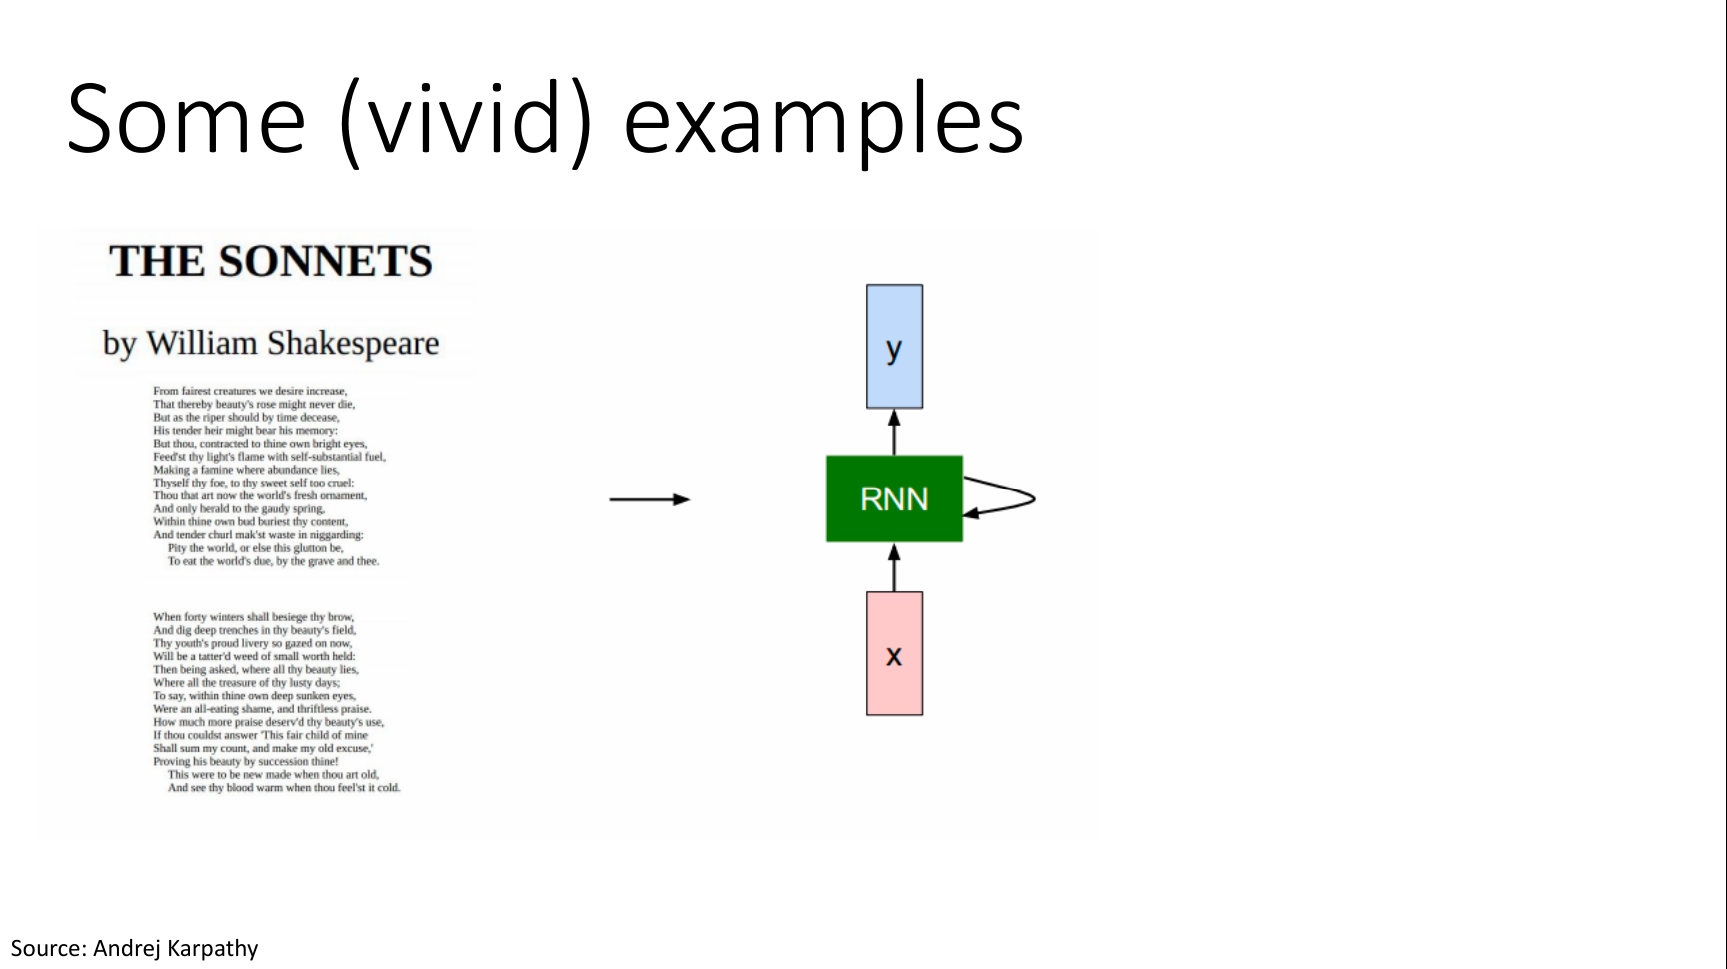 Some (vivid) examples
THE SONNETS
by William Shakespeare
From fairest creatures we desire increase,
That thereby beauty's rose might never die,
But as the riper should by time decease,
His tender heir might bear his memory:
But thou, contracted to thine own bright eyes,
Feed'st thy light's flame with self-substantial fuel,
Making a famine where abundance lies,
Thyself thy foe, to thy sweet self too cruel:
Thou that art now the world's fresh ornament,
And only herald to the gaudy spring,
Within thine own bud buriest thy content,
And tender churl mak'st waste in niggarding:
Pity the world, or else this glutton be,
To eat the world's due, by the grave and thee.
When forty winters shall besiege thy brow,
And dig deep trenches in thy beauty's field,
Thy youth's proud livery so gazed on now,
Will be a tatter'd weed of small worth held:
Then being asked, where all thy beauty lies,
Where all the treasure of thy lusty days;
To say, within thine own deep sunken eyes,
Were an all-eating shame, and thriftless praise.
How much more praise deserv'd thy beauty's use,
If thou couldst answer 'This fair child of mine
Shall sum my count, and make my old excuse,'
Proving his beauty by succession thine!
This were to be new made when thou art old,
And see thy blood warm when thou feel'st it cold.
y
RNN
x
Source: Andrej Karpathy